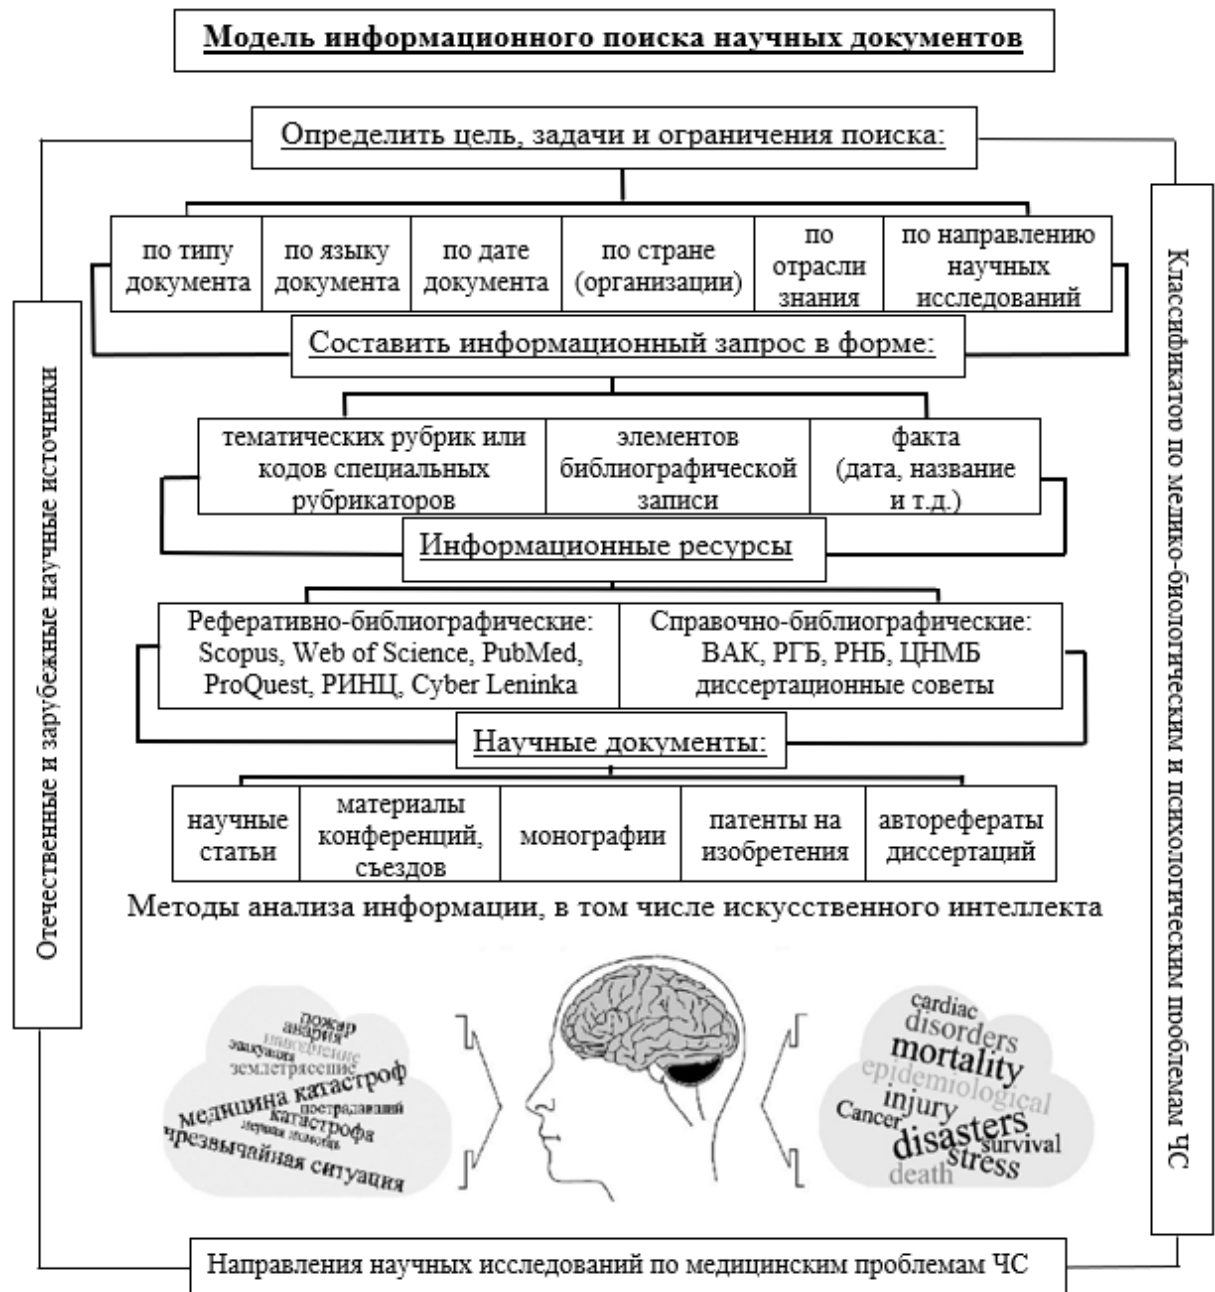 Модель информационного поиска научных документов
Определить цель, задачи и ограничения поиска:
по типу
документа
по языку
документа
по дате
документа
по стране
(организации)
по
отрасли
знания
по направлению
научных
исследований
Составить информационный запрос в форме:
тематических рубрик или
кодов специальных
рубрикаторов
элементов
библиографической
записи
факта
(дата, название
и т.д.)
Информационные ресурсы
Реферативно-библиографические:
Scopus, Web of Science, PubMed,
ProQuest, РИНЦ, Cyber Leninka
Справочно-библиографические:
ВАК, РГБ, РНБ, ЦНМБ
диссертационные советы
Научные документы:
научные
статьи
материалы
конференций,
съездов
монографии
патенты на
изобретения
авторефераты
диссертаций
Отечественные и зарубежные научные источники
Классификатор по медико-биологическим и психологическим проблемам ЧС
Методы анализа информации, в том числе искусственного интеллекта
пожар
авария
наводнение
эвакуация
землетрясение
медицина катастроф
пострадавший
катастрофа
первая помощь
чрезвычайная ситуация
cardiac
disorders
mortality
epidemiological
injury
Cancer
disasters
survival
stress
death
Направления научных исследований по медицинским проблемам ЧС